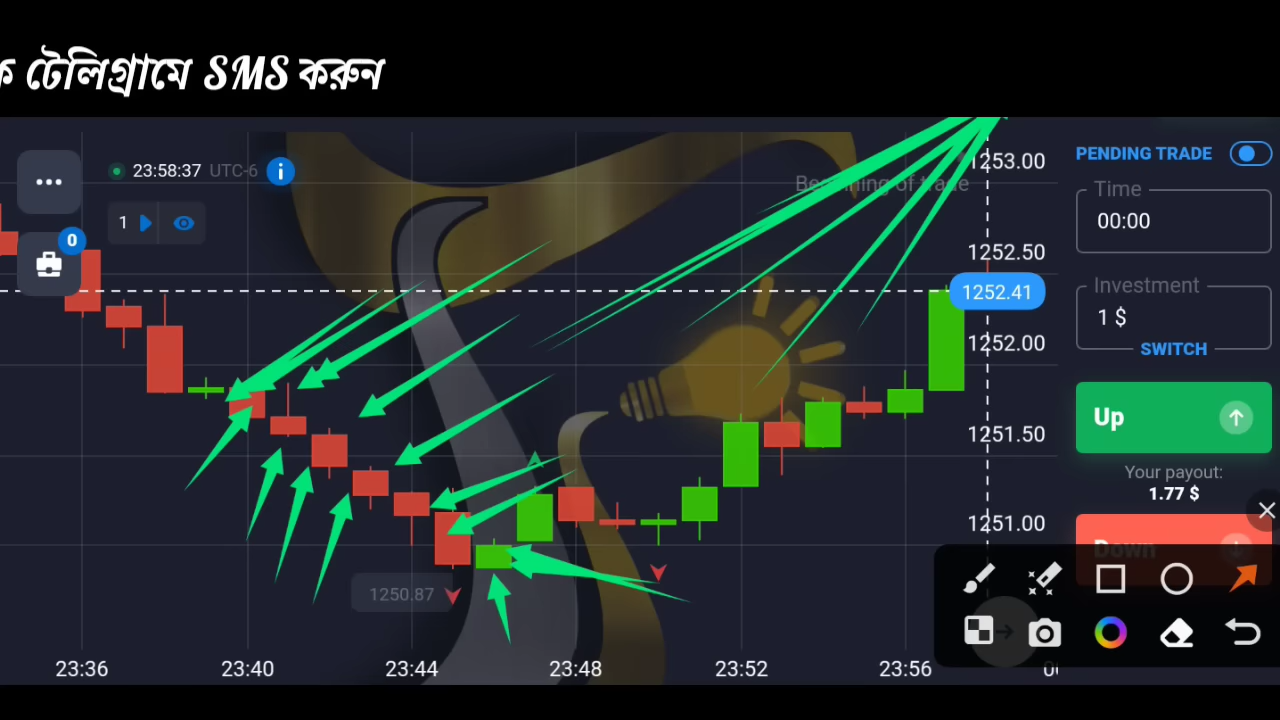 ক টেলিগ্রামে SMS করুন
23:58:37 UTC-6
i
1
0
Beginning of trade
1253.00
1252.50
1252.41
1252.00
1251.50
1251.00
1250.87
23:36
23:40
23:44
23:48
23:52
23:56
PENDING TRADE
Time
00:00
Investment
1 $
SWITCH
Up
Your payout:
1.77 $
Down